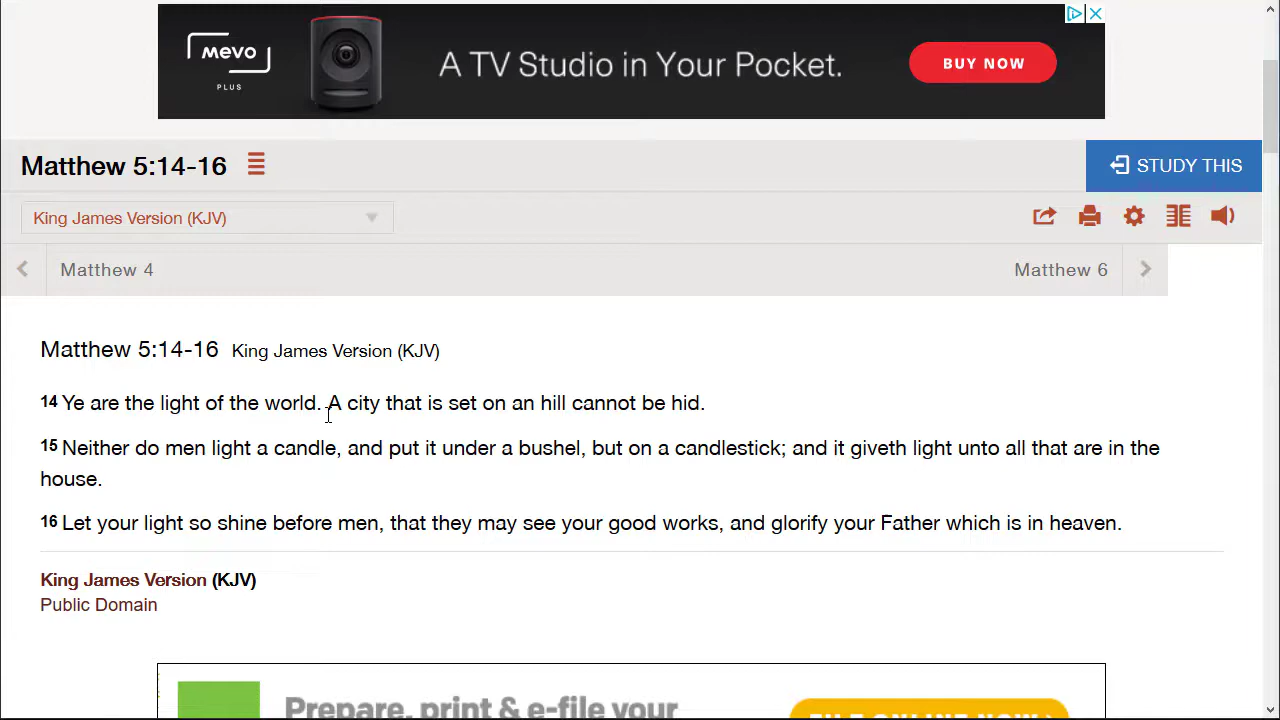 mevo
PLUS
A TV Studio in Your Pocket.
BUY NOW
Matthew 5:14-16
STUDY THIS
King James Version (KJV)
Matthew 4
Matthew 6
Matthew 5:14-16 King James Version (KJV)
14 Ye are the light of the world. A city that is set on an hill cannot be hid.
15 Neither do men light a candle, and put it under a bushel, but on a candlestick; and it giveth light unto all that are in the
house.
16 Let your light so shine before men, that they may see your good works, and glorify your Father which is in heaven.
King James Version (KJV)
Public Domain
Prepare, print & e-file your
FILE ONLINE NOW